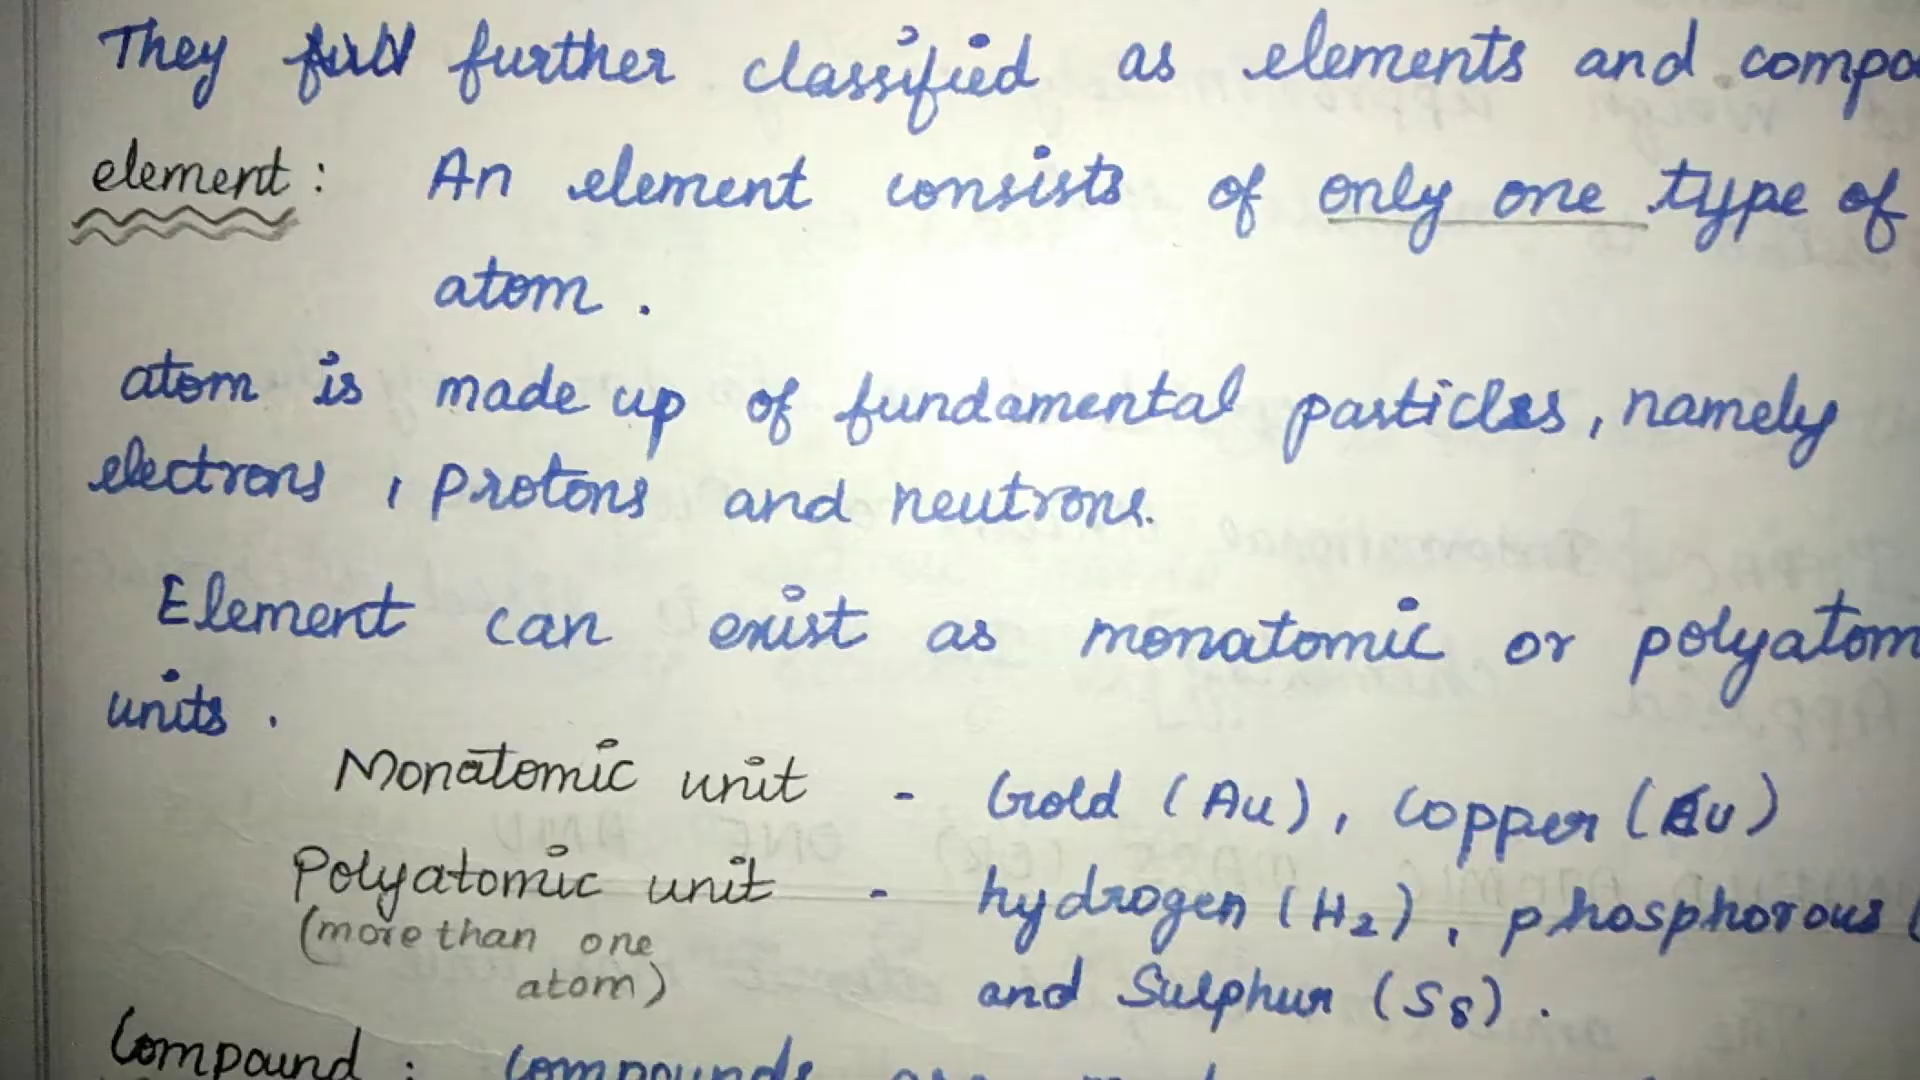 They further classified as elements and compo
element : An element consists of only one type of
atom .
atom is made up of fundamental particles, namely
electrons , protons and neutrons.
Element can exist as monatomic or polyatom
units .
Monatomic unit - Gold (Au), Copper (Cu)
Polyatomic unit - hydrogen (H2), phosphorous (
(more than one
atom)
and Sulphur (S8) .
Compound : Compounds are